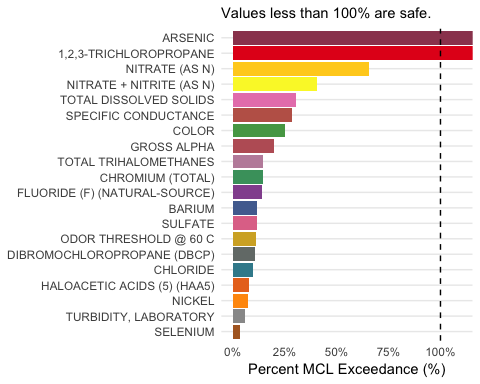 Values less than 100% are safe.
ARSENIC
1,2,3-TRICHLOROPROPANE
NITRATE (AS N)
NITRATE + NITRITE (AS N)
TOTAL DISSOLVED SOLIDS
SPECIFIC CONDUCTANCE
COLOR
GROSS ALPHA
TOTAL TRIHALOMETHANES
CHROMIUM (TOTAL)
FLUORIDE (F) (NATURAL-SOURCE)
BARIUM
SULFATE
ODOR THRESHOLD @ 60 C
DIBROMOCHLOROPROPANE (DBCP)
CHLORIDE
HALOACETIC ACIDS (5) (HAA5)
NICKEL
TURBIDITY, LABORATORY
SELENIUM
0% 25% 50% 75% 100%
Percent MCL Exceedance (%)